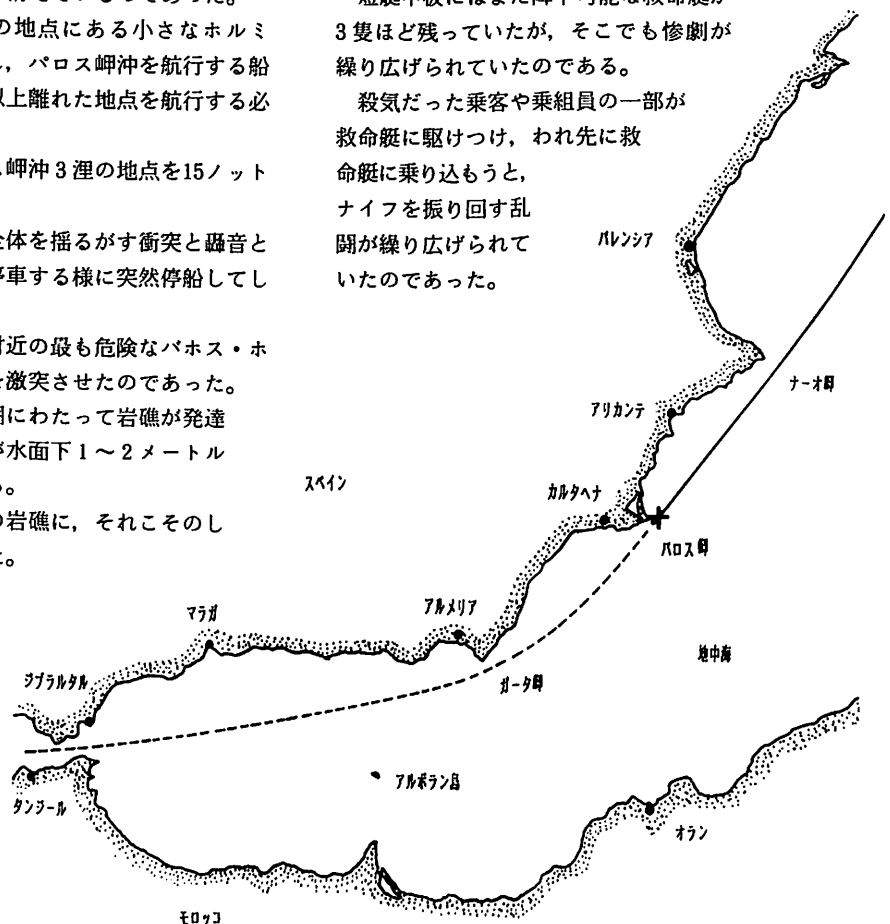 の地点にある小さなホルミ
，パロス岬沖を航行する船
以上離れた地点を航行する必
岬沖3浬の地点を15ノット
全体を揺るがす衝突と轟音と
停車する様に突然停船してし
付近の最も危険なバホス・ホ
激突させたのであった。
にわたって岩礁が発達
水面下1〜2メートル
の岩礁に，それこそのし
3隻ほど残っていたが，そこでも惨劇が
繰り広げられていたのである。
殺気だった乗客や乗組員の一部が
救命艇に駆けつけ，われ先に救
命艇に乗り込もうと，
ナイフを振り回す乱
闘が繰り広げられて
いたのであった。
バレンシア
ナーオ岬
アリカンテ
スペイン
カルタヘナ
パロス岬
マラガ
アルメリア
地中海
ジブラルタル
ガータ岬
アルボラン島
タンジール
オラン
モロッコ